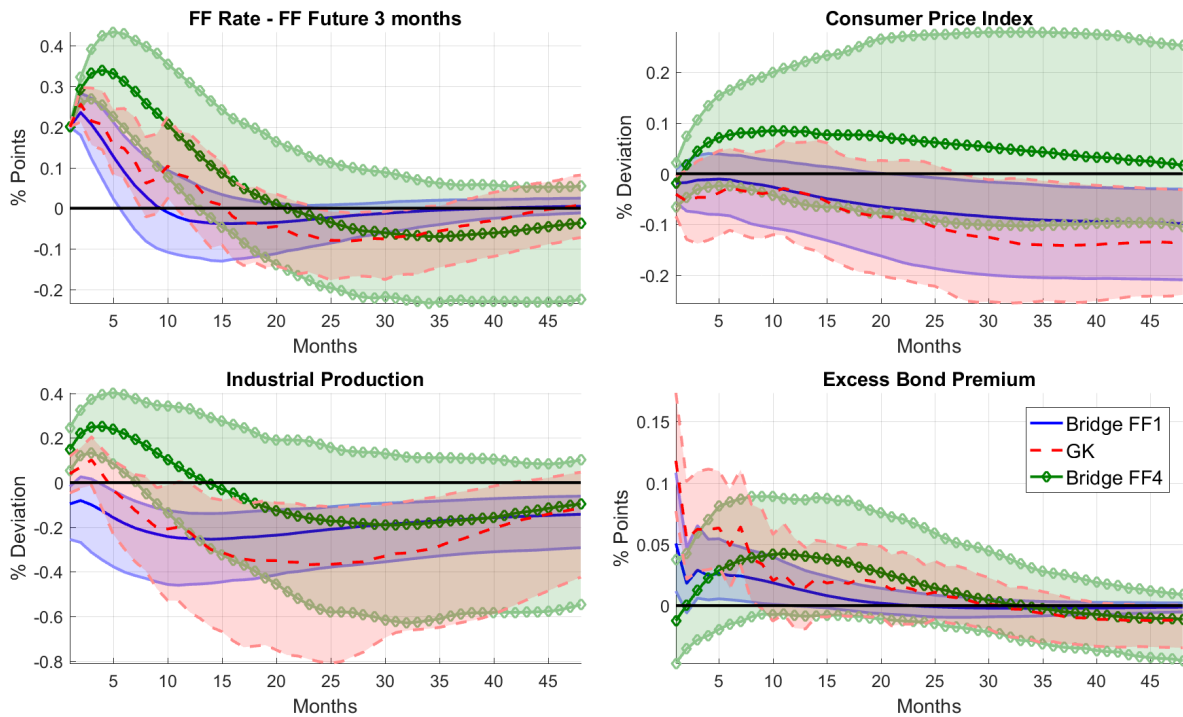 FF Rate - FF Future 3 months
0.4
0.3
0.2
0.1
0
-0.1
-0.2
% Points
5 10 15 20 25 30 35 40 45
Months
Consumer Price Index
0.2
0.1
0
-0.1
-0.2
% Deviation
5 10 15 20 25 30 35 40 45
Months
Industrial Production
0.4
0.2
0
-0.2
-0.4
-0.6
-0.8
% Deviation
5 10 15 20 25 30 35 40 45
Months
Excess Bond Premium
0.15
0.1
0.05
0
% Points
Bridge FF1
GK
Bridge FF4
5 10 15 20 25 30 35 40 45
Months